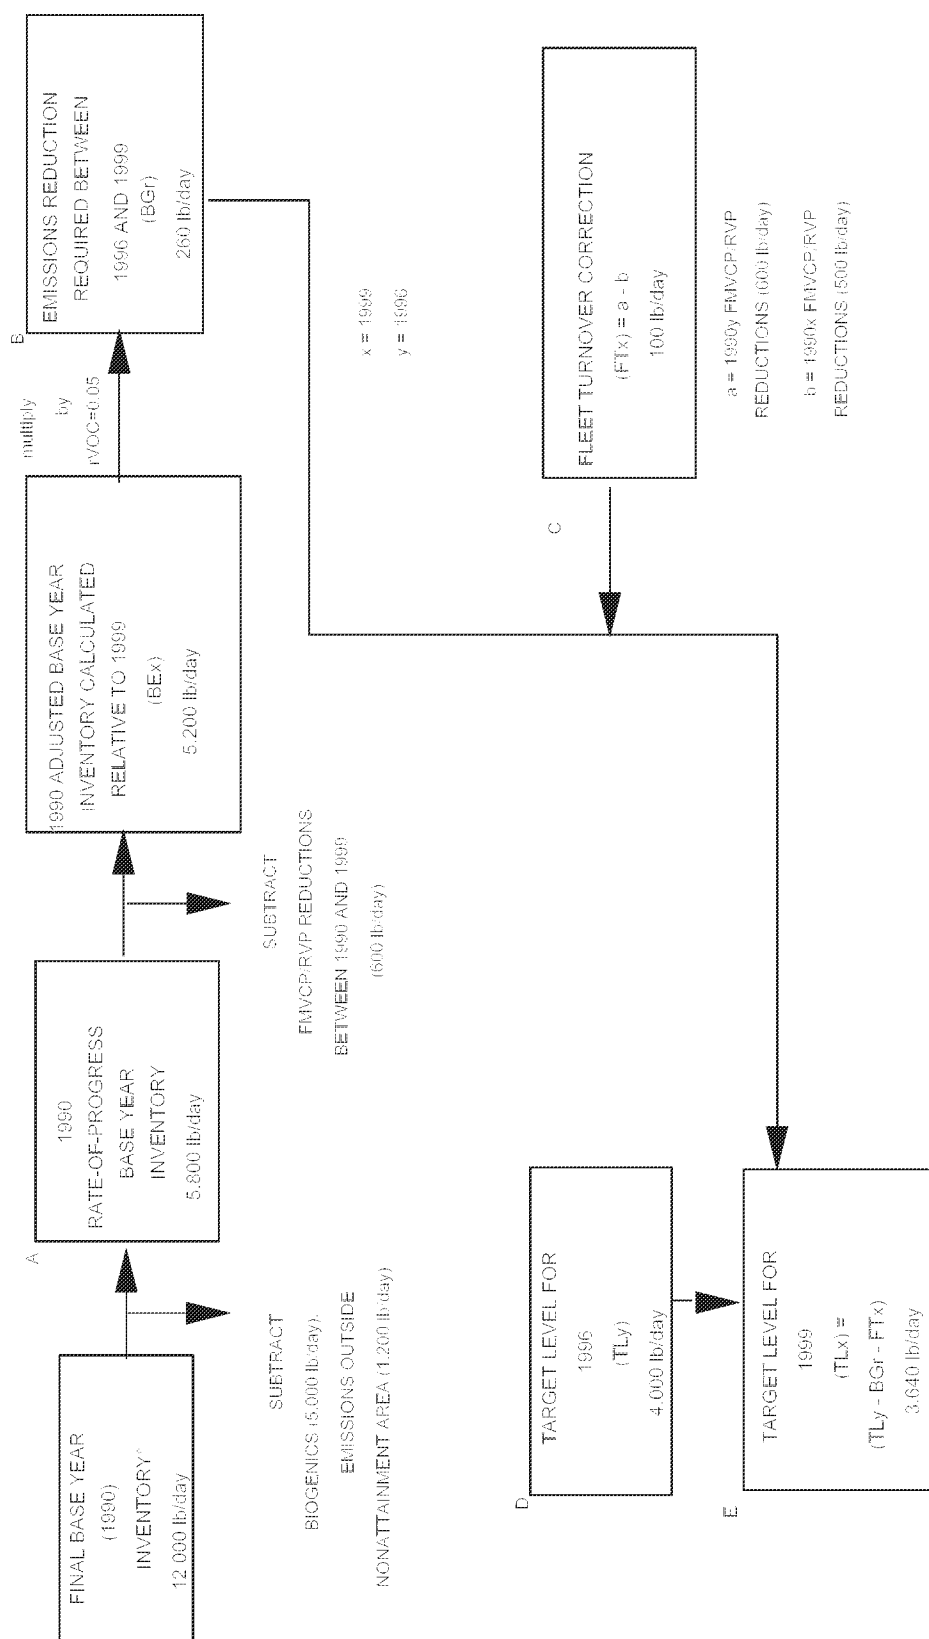 FINAL BASE YEAR
(1990)
INVENTORY*
12.000 lb/day
SUBTRACT
BIOGENICS (5.000 lb/day),
EMISSIONS OUTSIDE
NONATTAINMENT AREA (1.200 lb/day)
A
1990
RATE-OF-PROGRESS
BASE YEAR
INVENTORY
5.800 lb/day
SUBTRACT
FMVCP/RVP REDUCTIONS
BETWEEN 1990 AND 1999
(600 lb/day)
1990 ADJUSTED BASE YEAR
INVENTORY CALCULATED
RELATIVE TO 1999
(BEx)
5.200 lb/day
multiply
by
rVOC=0.05
B
EMISSIONS REDUCTION
REQUIRED BETWEEN
1996 AND 1999
(BGr)
260 lb/day
x = 1999
y = 1996
C
FLEET TURNOVER CORRECTION
(FTx) = a - b
100 lb/day
a = 1990y FMVCP/RVP
REDUCTIONS (600 lb/day)
b = 1990x FMVCP/RVP
REDUCTIONS (500 lb/day)
D
TARGET LEVEL FOR
1996
(TLy)
4.000 lb/day
E
TARGET LEVEL FOR
1999
(TLx) =
(TLy - BGr - FTx)
3.640 lb/day